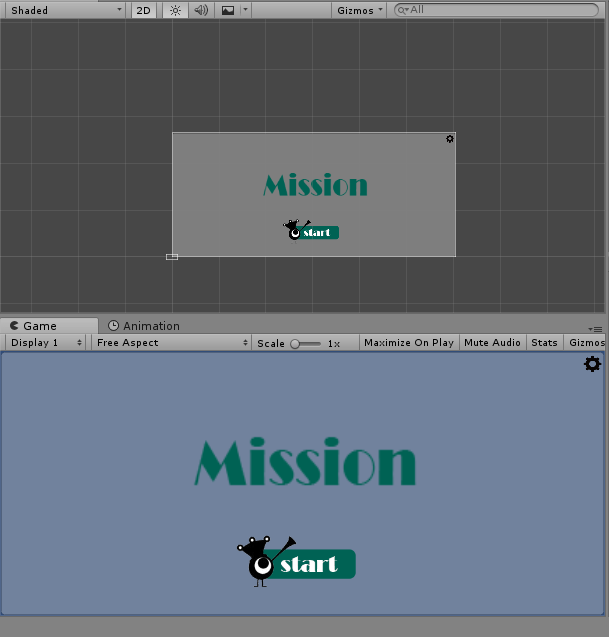 Shaded 2D Gizmos All
Mission
start
Game Animation
Display 1 Free Aspect Scale 1x Maximize On Play Mute Audio Stats Gizmos
Mission
start